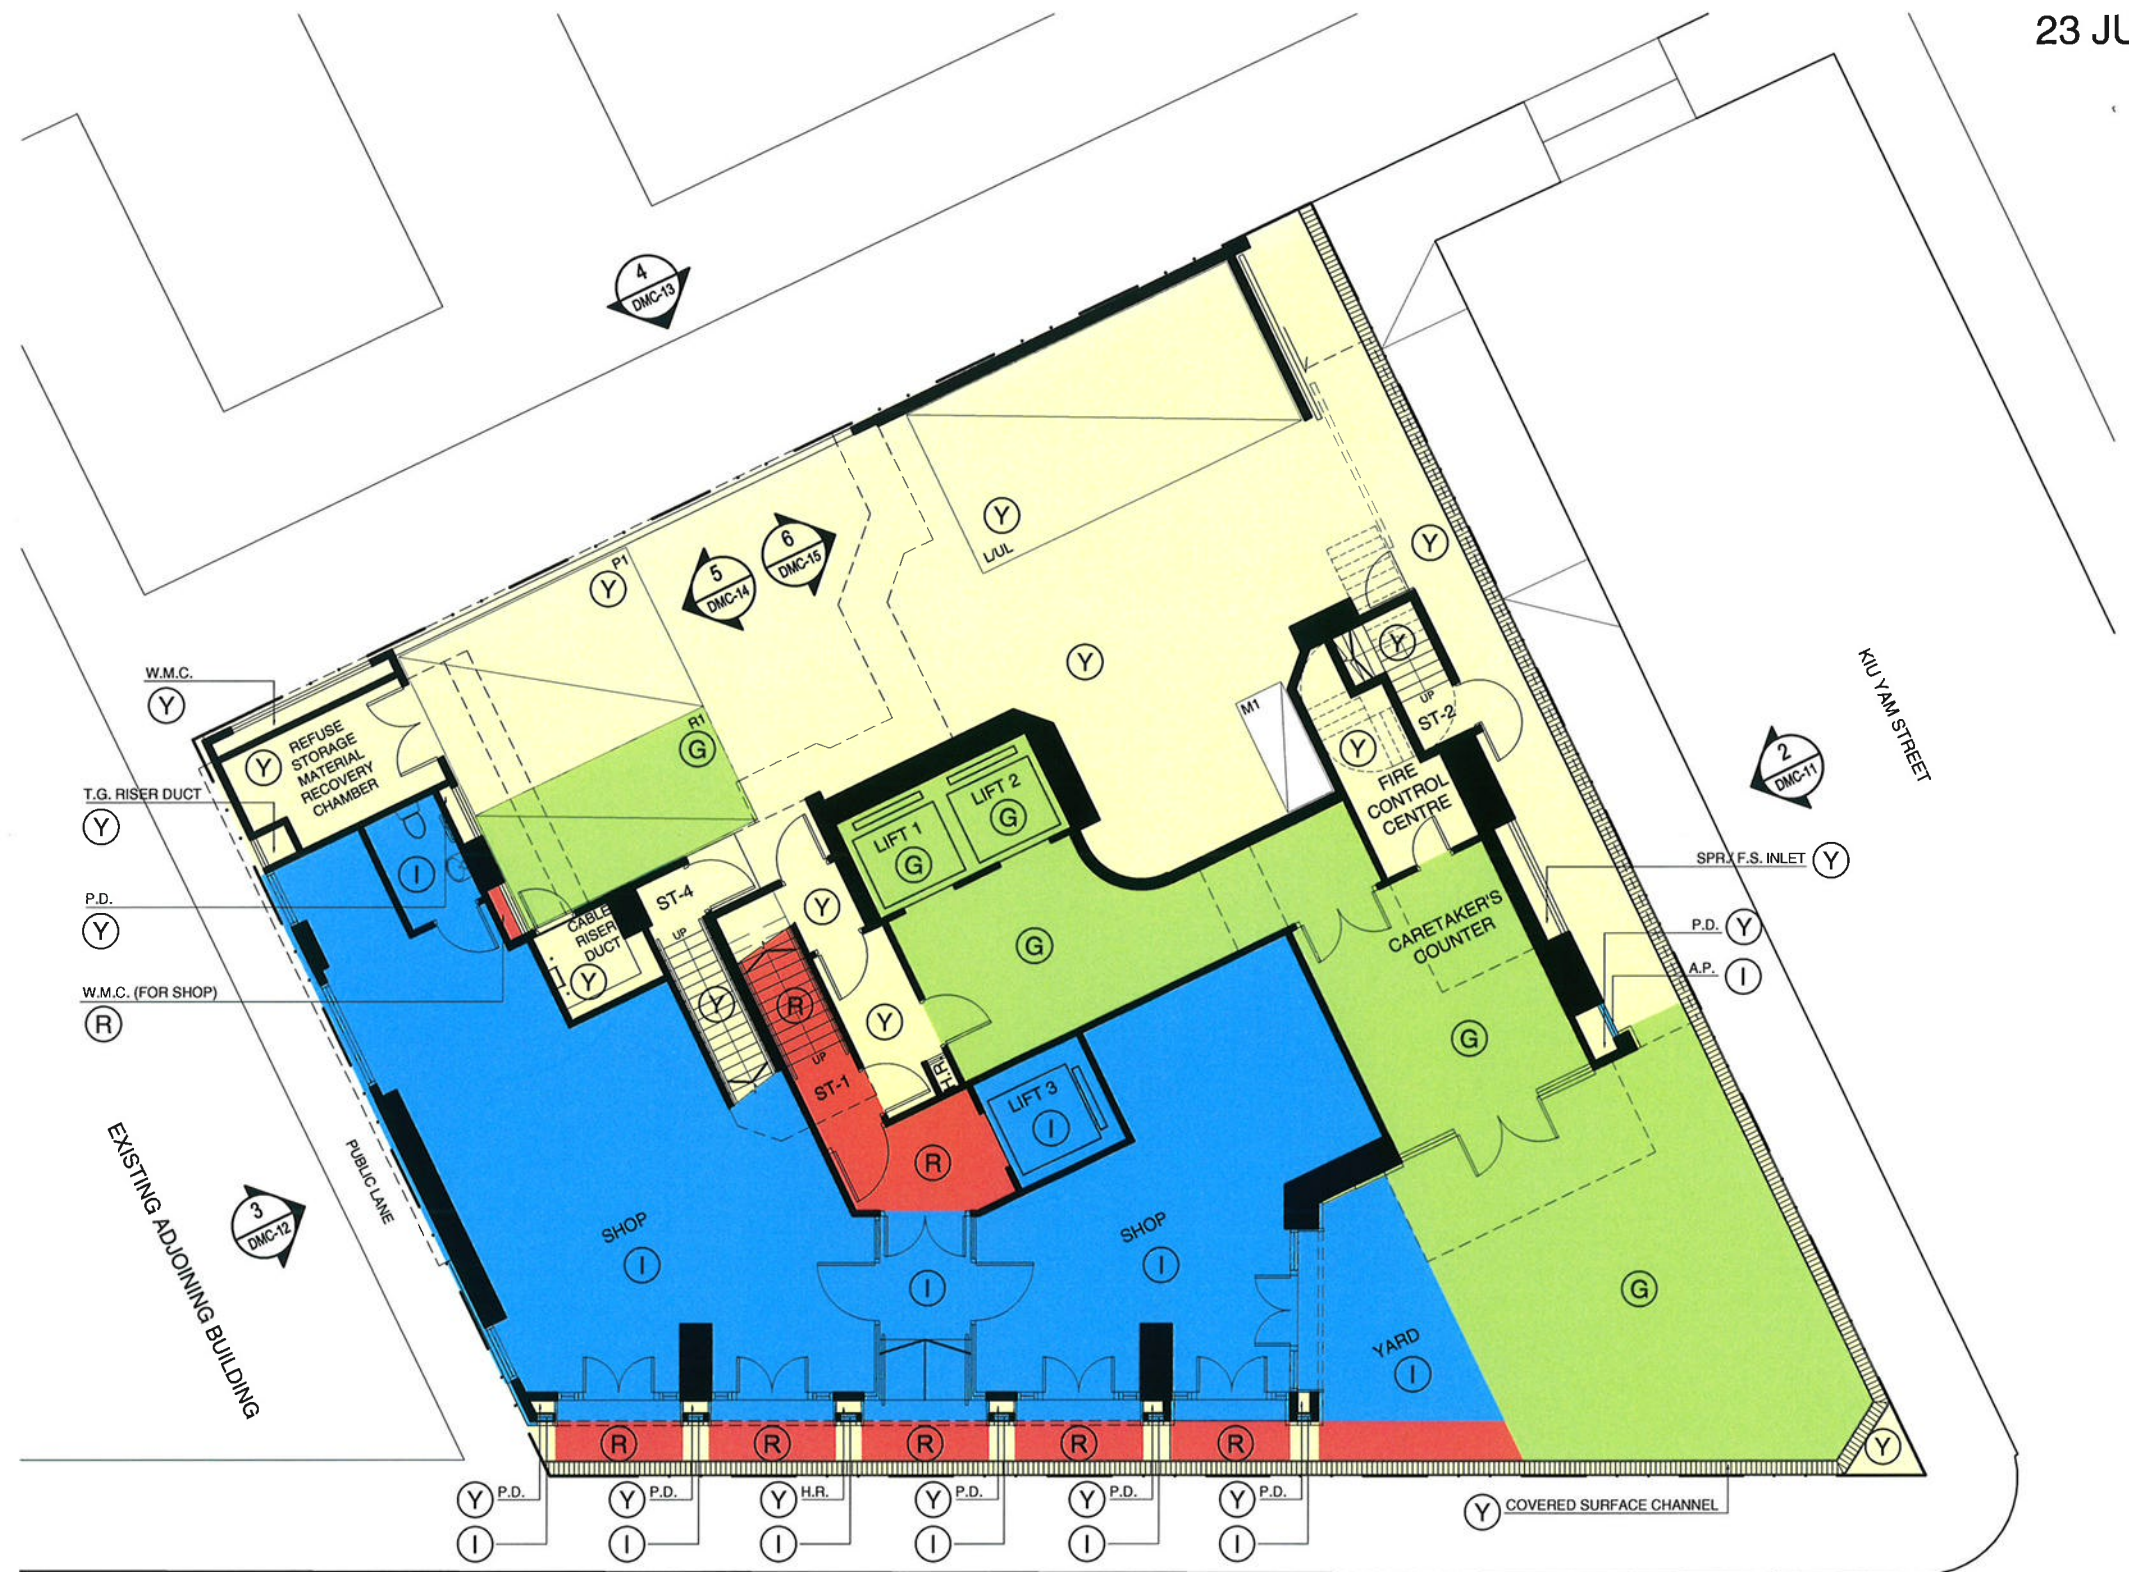 23 JU
4
DMC-13
6
DMC-15
5
DMC-14
Y
P1
Y
L/UL
Y
Y
Y
W.M.C.
Y
Y
REFUSE
STORAGE
MATERIAL
RECOVERY
CHAMBER
R1
G
M1
Y
UP
ST-2
Y
FIRE
CONTROL
CENTRE
KIU YAM STREET
2
DMC-11
T.G. RISER DUCT
Y
P.D.
Y
W.M.C. (FOR SHOP)
R
I
LIFT 1
G
LIFT 2
G
ST-4
UP
CABLE
RISER
DUCT
Y
Y
Y
R
UP
ST-1
Y
H.R.
G
CARETAKER'S
COUNTER
G
SPR./ F.S. INLET
Y
P.D.
Y
A.P.
I
EXISTING ADJOINING BUILDING
PUBLIC LANE
3
DMC-12
LIFT 3
I
R
SHOP
I
I
SHOP
I
YARD
I
G
R
R
R
R
R
Y
Y P.D.
Y P.D.
Y H.R.
Y P.D.
Y P.D.
Y P.D.
Y COVERED SURFACE CHANNEL
I
I
I
I
I
I